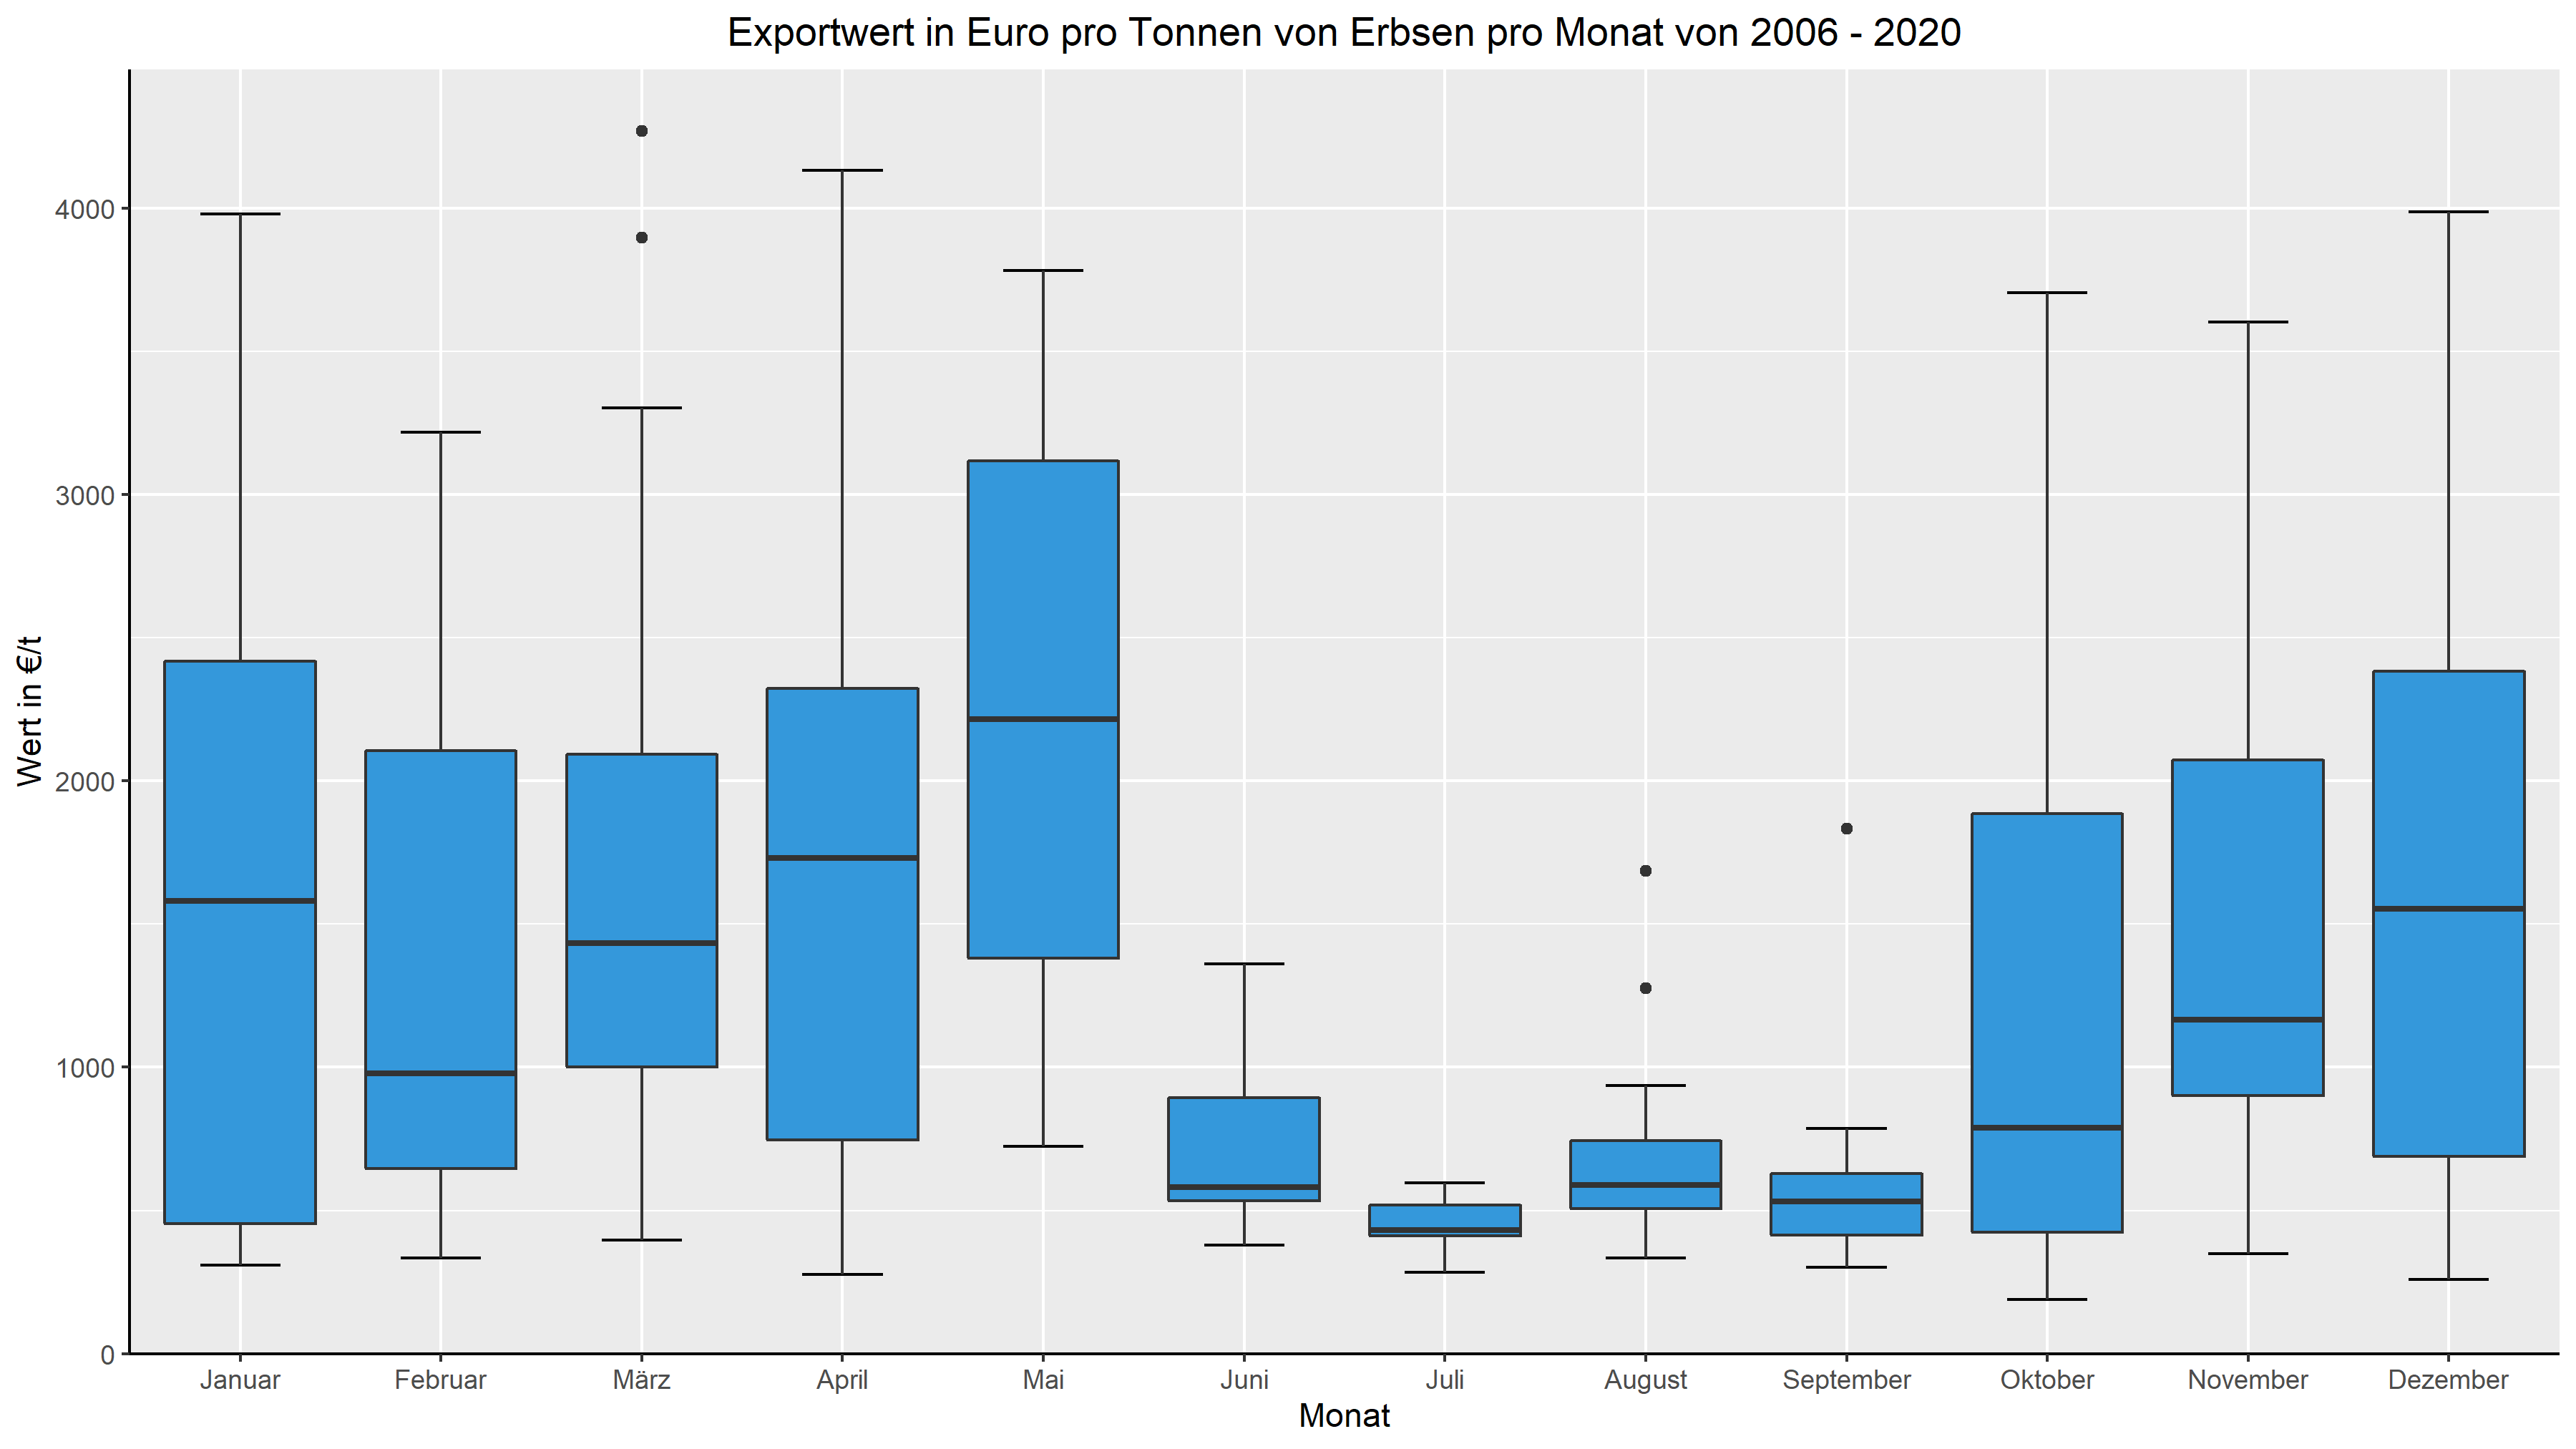 Exportwert in Euro pro Tonnen von Erbsen pro Monat von 2006 - 2020
Wert in €/t
4000
3000
2000
1000
0
Januar Februar März April Mai Juni Juli August September Oktober November Dezember
Monat